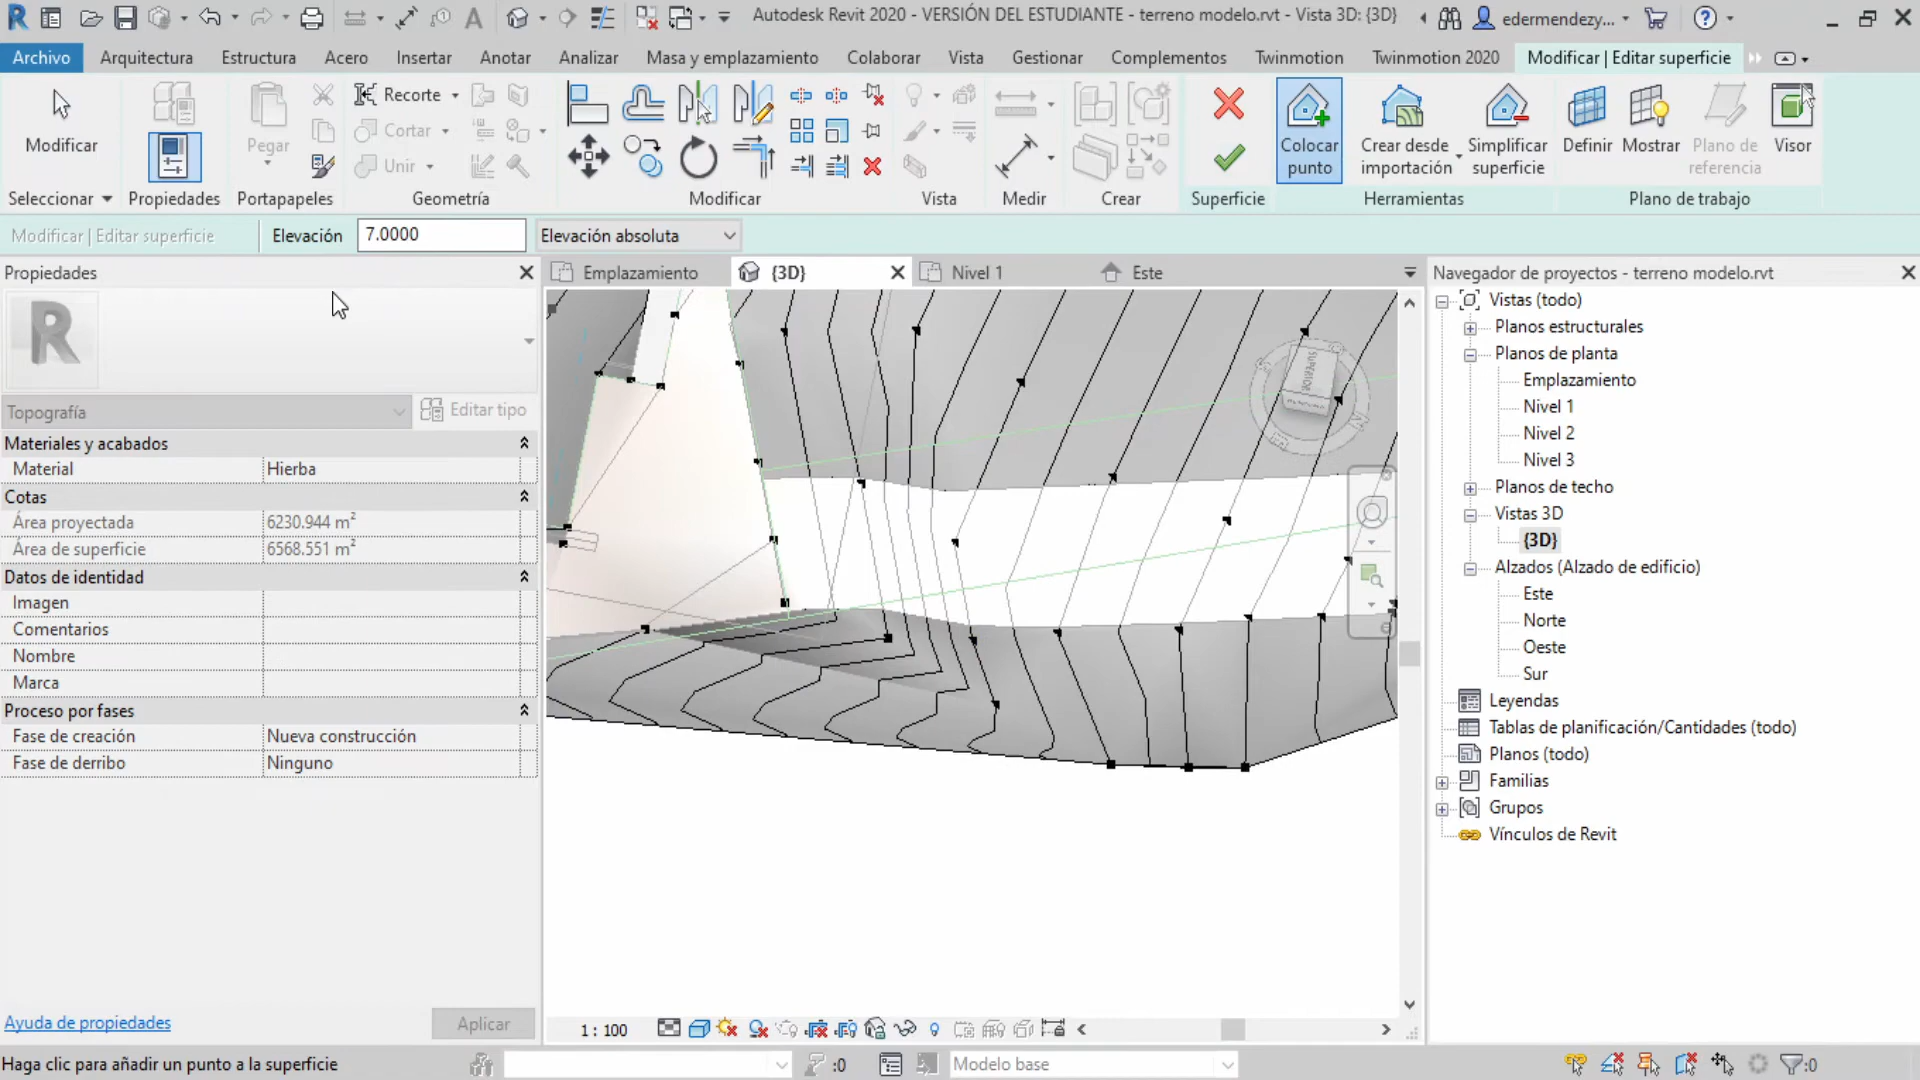 Autodesk Revit 2020 - VERSIÓN DEL ESTUDIANTE - terreno modelo.rvt - Vista 3D: {3D}
edermendezy...
Archivo Arquitectura Estructura Acero Insertar Anotar Analizar Masa y emplazamiento Colaborar Vista Gestionar Complementos Twinmotion Twinmotion 2020 Modificar | Editar superficie
Modificar
Pegar
Recorte
Cortar
Unir
Colocar punto
Crear desde importación
Simplificar superficie
Definir
Mostrar
Plano de referencia
Visor
Seleccionar Propiedades Portapapeles Geometría Modificar Vista Medir Crear Superficie Herramientas Plano de trabajo
Modificar | Editar superficie Elevación 7.0000 Elevación absoluta
Propiedades
Topografía Editar tipo
Materiales y acabados
Material Hierba
Cotas
Área proyectada 6230.944 m²
Área de superficie 6568.551 m²
Datos de identidad
Imagen
Comentarios
Nombre
Marca
Proceso por fases
Fase de creación Nueva construcción
Fase de derribo Ninguno
Ayuda de propiedades Aplicar
Emplazamiento {3D} Nivel 1 Este
SUPERIOR
1 : 100
Navegador de proyectos - terreno modelo.rvt
Vistas (todo)
Planos estructurales
Planos de planta
Emplazamiento
Nivel 1
Nivel 2
Nivel 3
Planos de techo
Vistas 3D
{3D}
Alzados (Alzado de edificio)
Este
Norte
Oeste
Sur
Leyendas
Tablas de planificación/Cantidades (todo)
Planos (todo)
Familias
Grupos
Vínculos de Revit
Haga clic para añadir un punto a la superficie :0 Modelo base :0